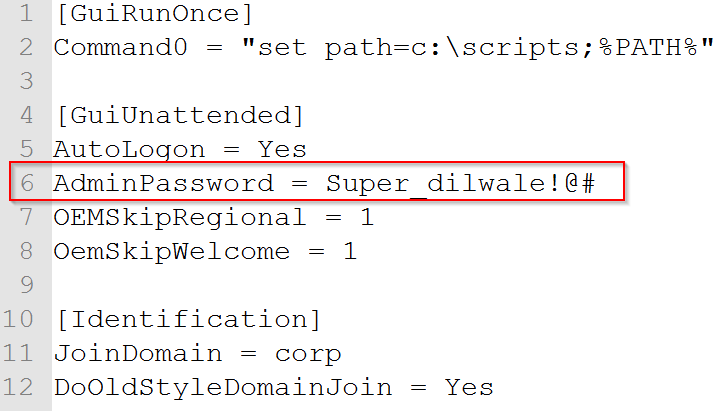 1 [GuiRunOnce]
2 Command0 = "set path=c:\scripts;%PATH%"
3
4 [GuiUnattended]
5 AutoLogon = Yes
6 AdminPassword = Super_dilwale!@#
7 OEMSkipRegional = 1
8 OemSkipWelcome = 1
9
10 [Identification]
11 JoinDomain = corp
12 DoOldStyleDomainJoin = Yes